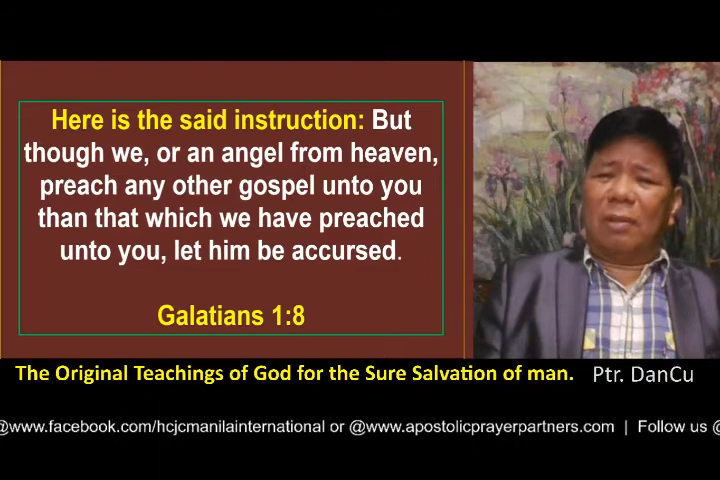 Here is the said instruction: But
though we, or an angel from heaven,
preach any other gospel unto you
than that which we have preached
unto you, let him be accursed.
Galatians 1:8
The Original Teachings of God for the Sure Salvation of man.
Ptr. DanCu
@www.facebook.com/hcjcmanilainternational or @www.apostolicprayerpartners.com | Follow us @